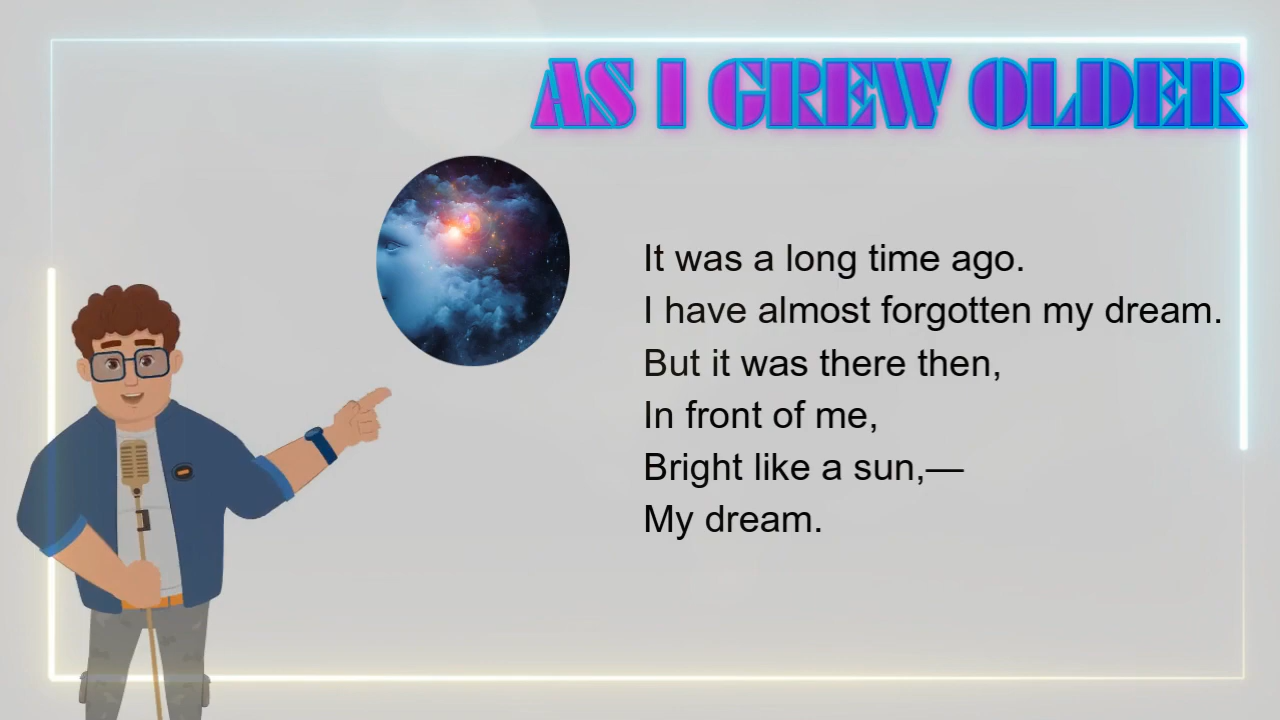 AS I GREW OLDER
It was a long time ago.
I have almost forgotten my dream.
But it was there then,
In front of me,
Bright like a sun,—
My dream.